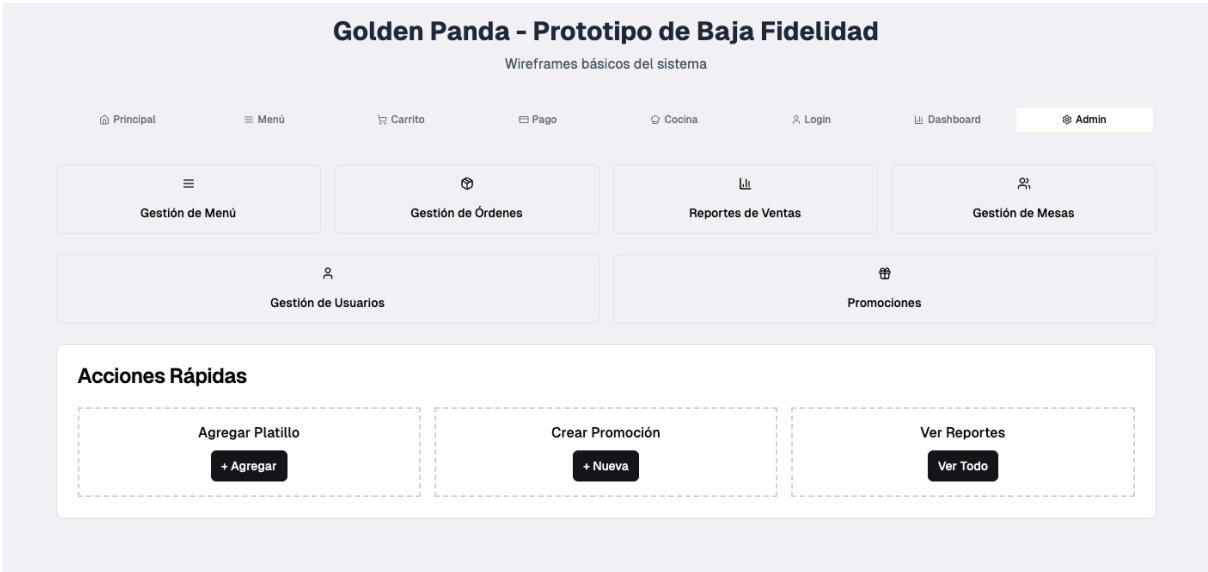 Golden Panda - Prototipo de Baja Fidelidad
Wireframes básicos del sistema
Principal
Menú
Carrito
Pago
Cocina
Login
Dashboard
Admin
Gestión de Menú
Gestión de Órdenes
Reportes de Ventas
Gestión de Mesas
Gestión de Usuarios
Promociones
Acciones Rápidas
Agregar Platillo
+ Agregar
Crear Promoción
+ Nueva
Ver Reportes
Ver Todo